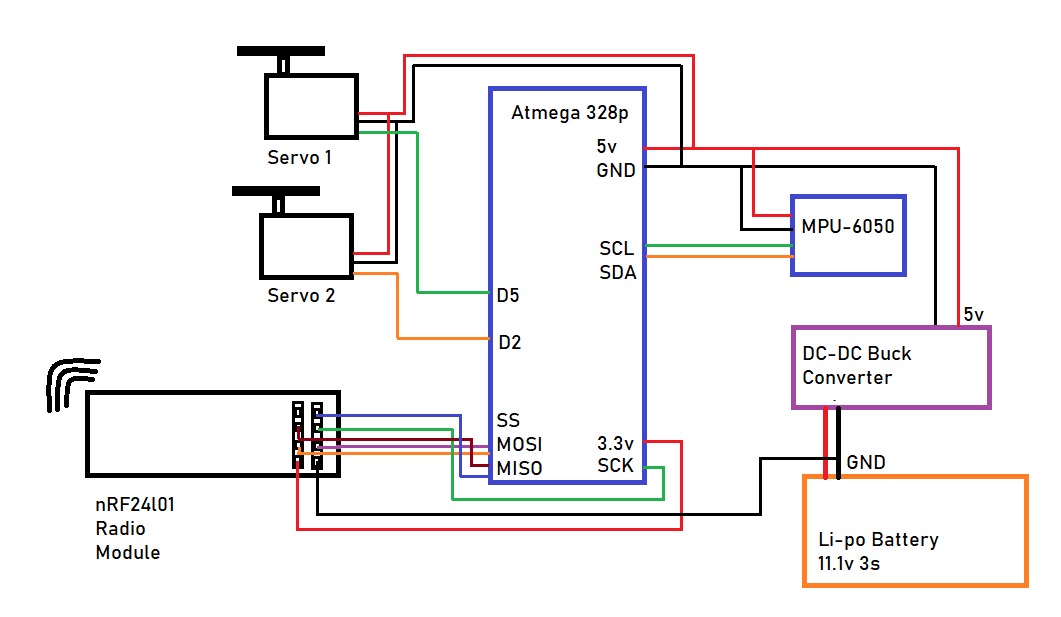 Servo 1
Servo 2
Atmega 328p
5v
GND
SCL
SDA
D5
D2
SS
MOSI
MISO
3.3v
SCK
MPU-6050
5v
DC-DC Buck
Converter
GND
Li-po Battery
11.1v 3s
nRF24l01
Radio
Module